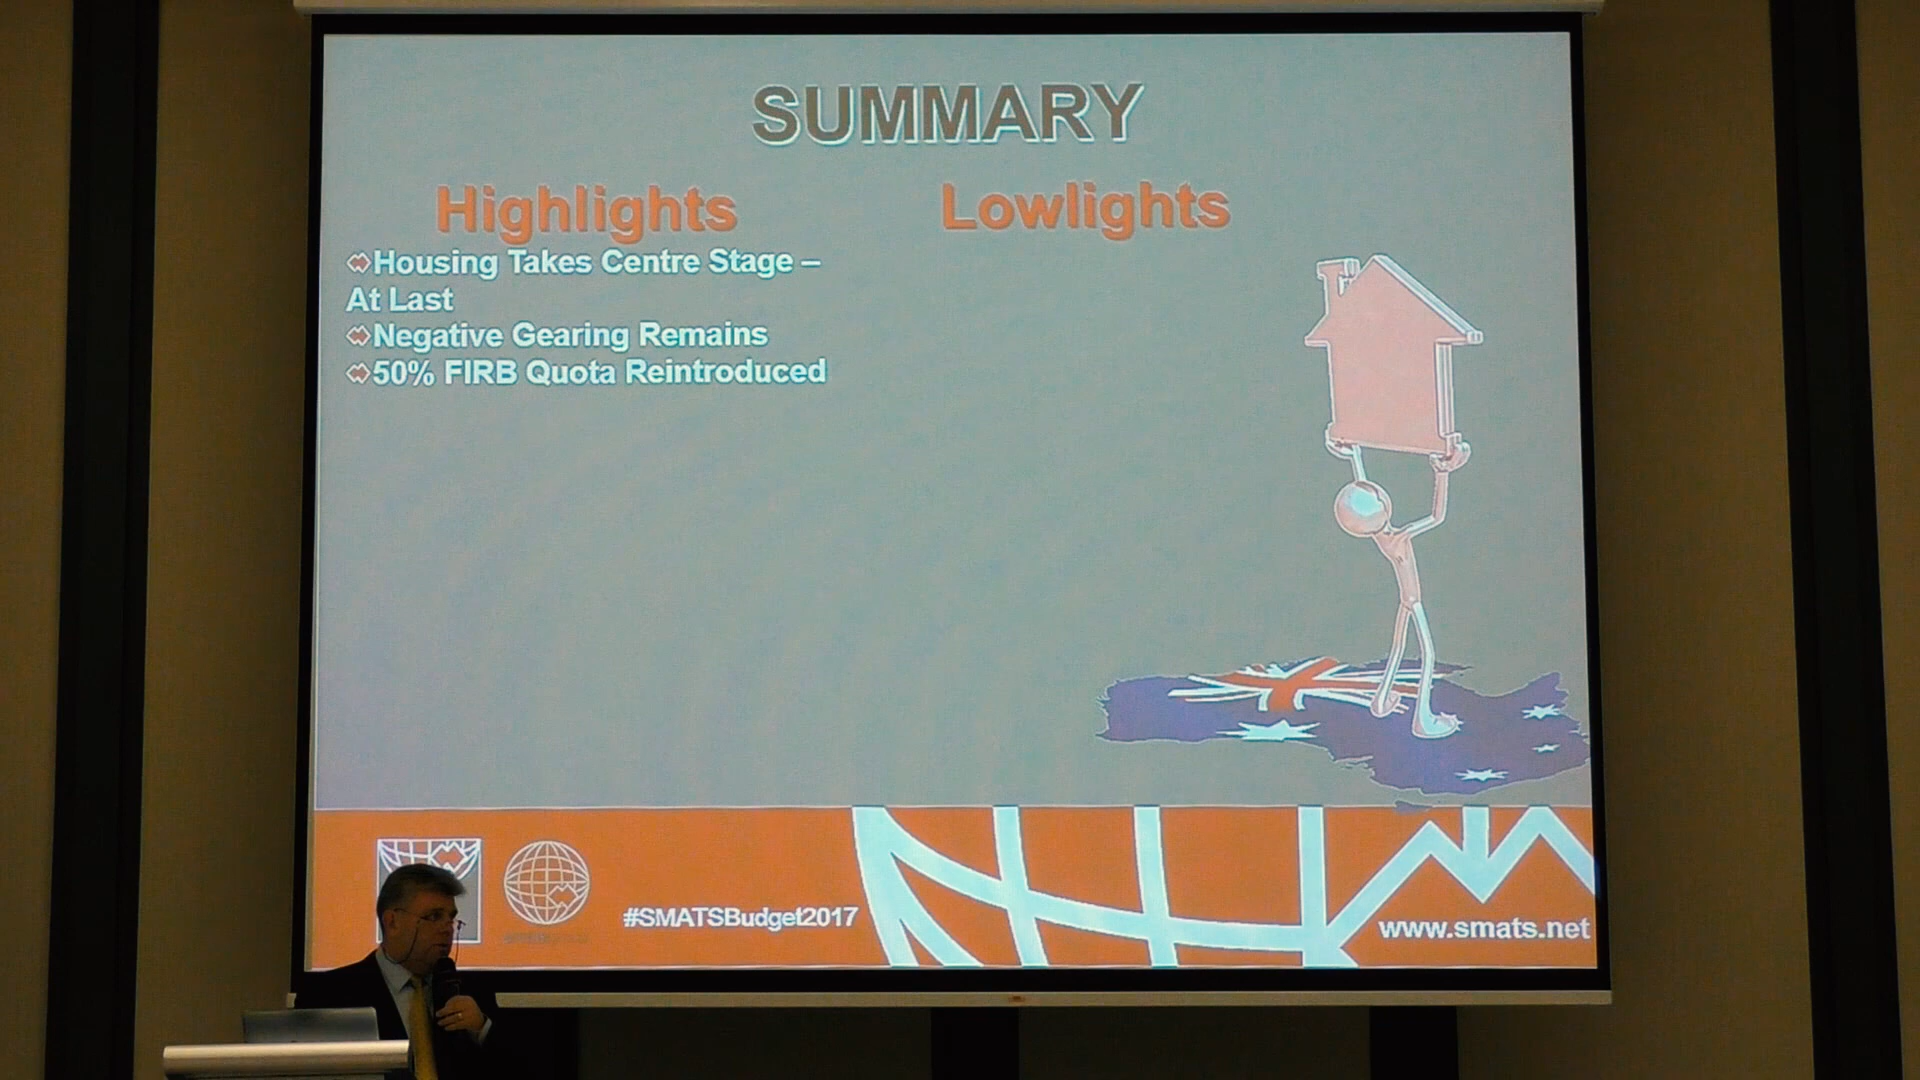 SUMMARY
Highlights
Lowlights
Housing Takes Centre Stage –
At Last
Negative Gearing Remains
50% FIRB Quota Reintroduced
#SMATSBudget2017
www.smats.net